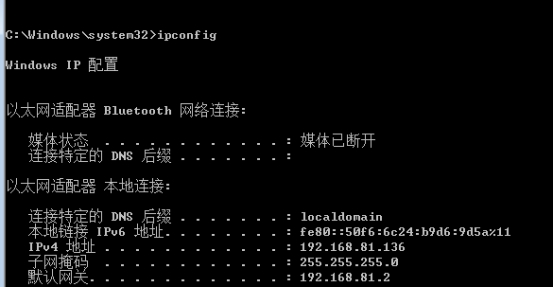 C:\Windows\system32>ipconfig
Windows IP 配置
以太网适配器 Bluetooth 网络连接:
媒体状态 . . . . . . . . . . . . : 媒体已断开
连接特定的 DNS 后缀 . . . . . . . :
以太网适配器 本地连接:
连接特定的 DNS 后缀 . . . . . . . : localdomain
本地链接 IPv6 地址. . . . . . . . : fe80::50f6:6c24:b9d6:9d5a%11
IPv4 地址 . . . . . . . . . . . . : 192.168.81.136
子网掩码 . . . . . . . . . . . . : 255.255.255.0
默认网关. . . . . . . . . . . . . : 192.168.81.2